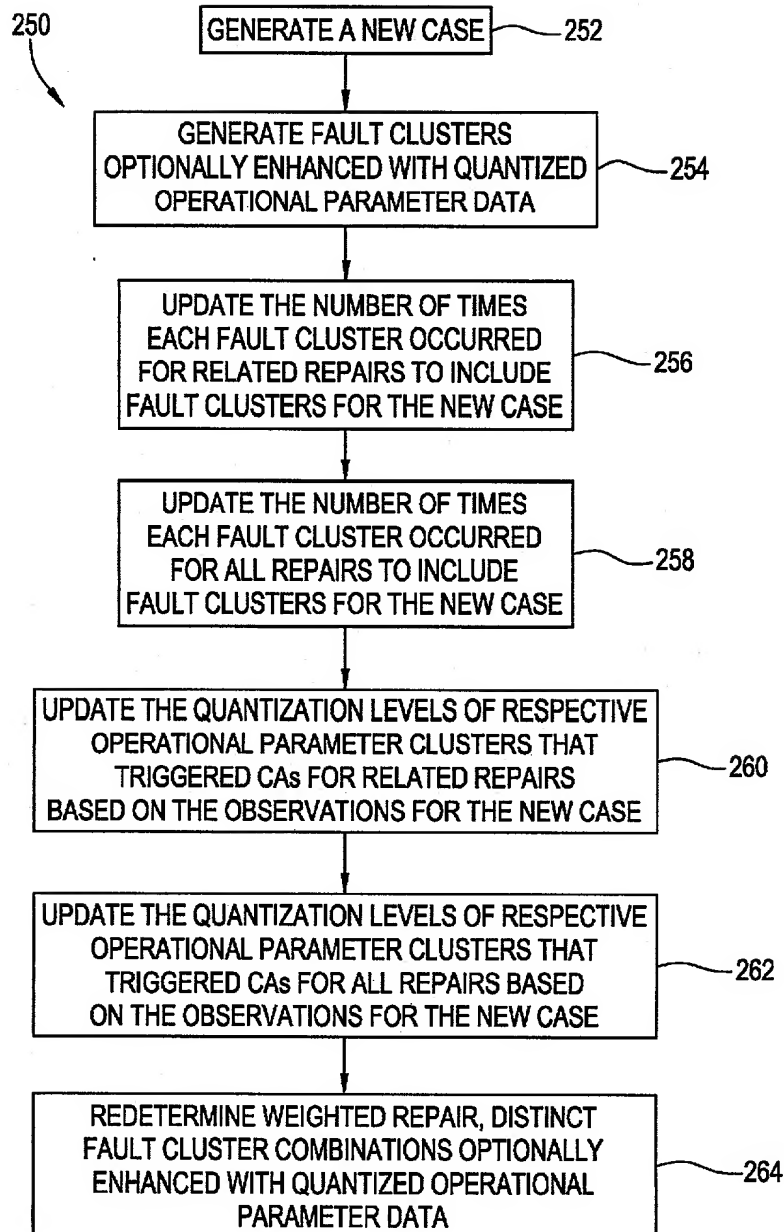 250
GENERATE A NEW CASE
252
GENERATE FAULT CLUSTERS
OPTIONALLY ENHANCED WITH QUANTIZED
OPERATIONAL PARAMETER DATA
254
UPDATE THE NUMBER OF TIMES
EACH FAULT CLUSTER OCCURRED
FOR RELATED REPAIRS TO INCLUDE
FAULT CLUSTERS FOR THE NEW CASE
256
UPDATE THE NUMBER OF TIMES
EACH FAULT CLUSTER OCCURRED
FOR ALL REPAIRS TO INCLUDE
FAULT CLUSTERS FOR THE NEW CASE
258
UPDATE THE QUANTIZATION LEVELS OF RESPECTIVE
OPERATIONAL PARAMETER CLUSTERS THAT
TRIGGERED CAs FOR RELATED REPAIRS
BASED ON THE OBSERVATIONS FOR THE NEW CASE
260
UPDATE THE QUANTIZATION LEVELS OF RESPECTIVE
OPERATIONAL PARAMETER CLUSTERS THAT
TRIGGERED CAs FOR ALL REPAIRS BASED
ON THE OBSERVATIONS FOR THE NEW CASE
262
REDETERMINE WEIGHTED REPAIR, DISTINCT
FAULT CLUSTER COMBINATIONS OPTIONALLY
ENHANCED WITH QUANTIZED OPERATIONAL
PARAMETER DATA
264